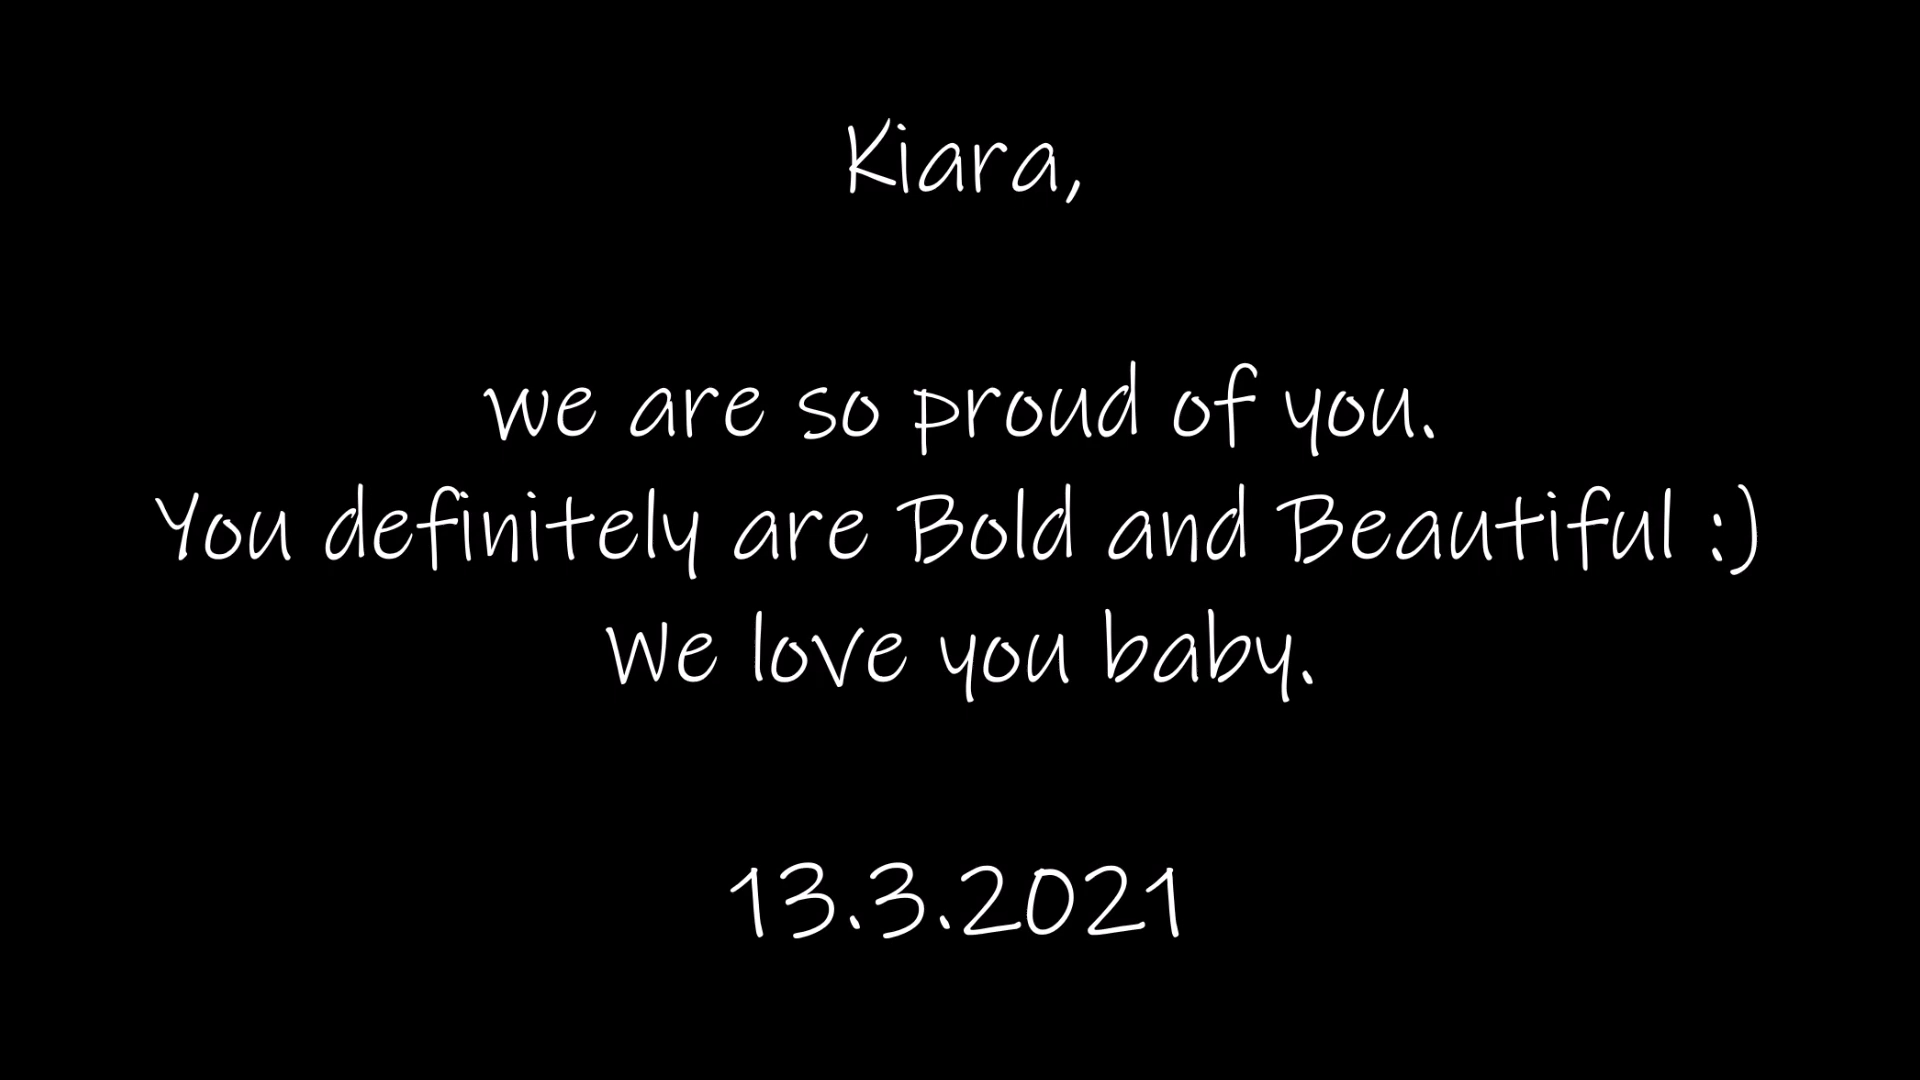 Kiara,
we are so proud of you.
You definitely are Bold and Beautiful :)
We love you baby.
13.3.2021